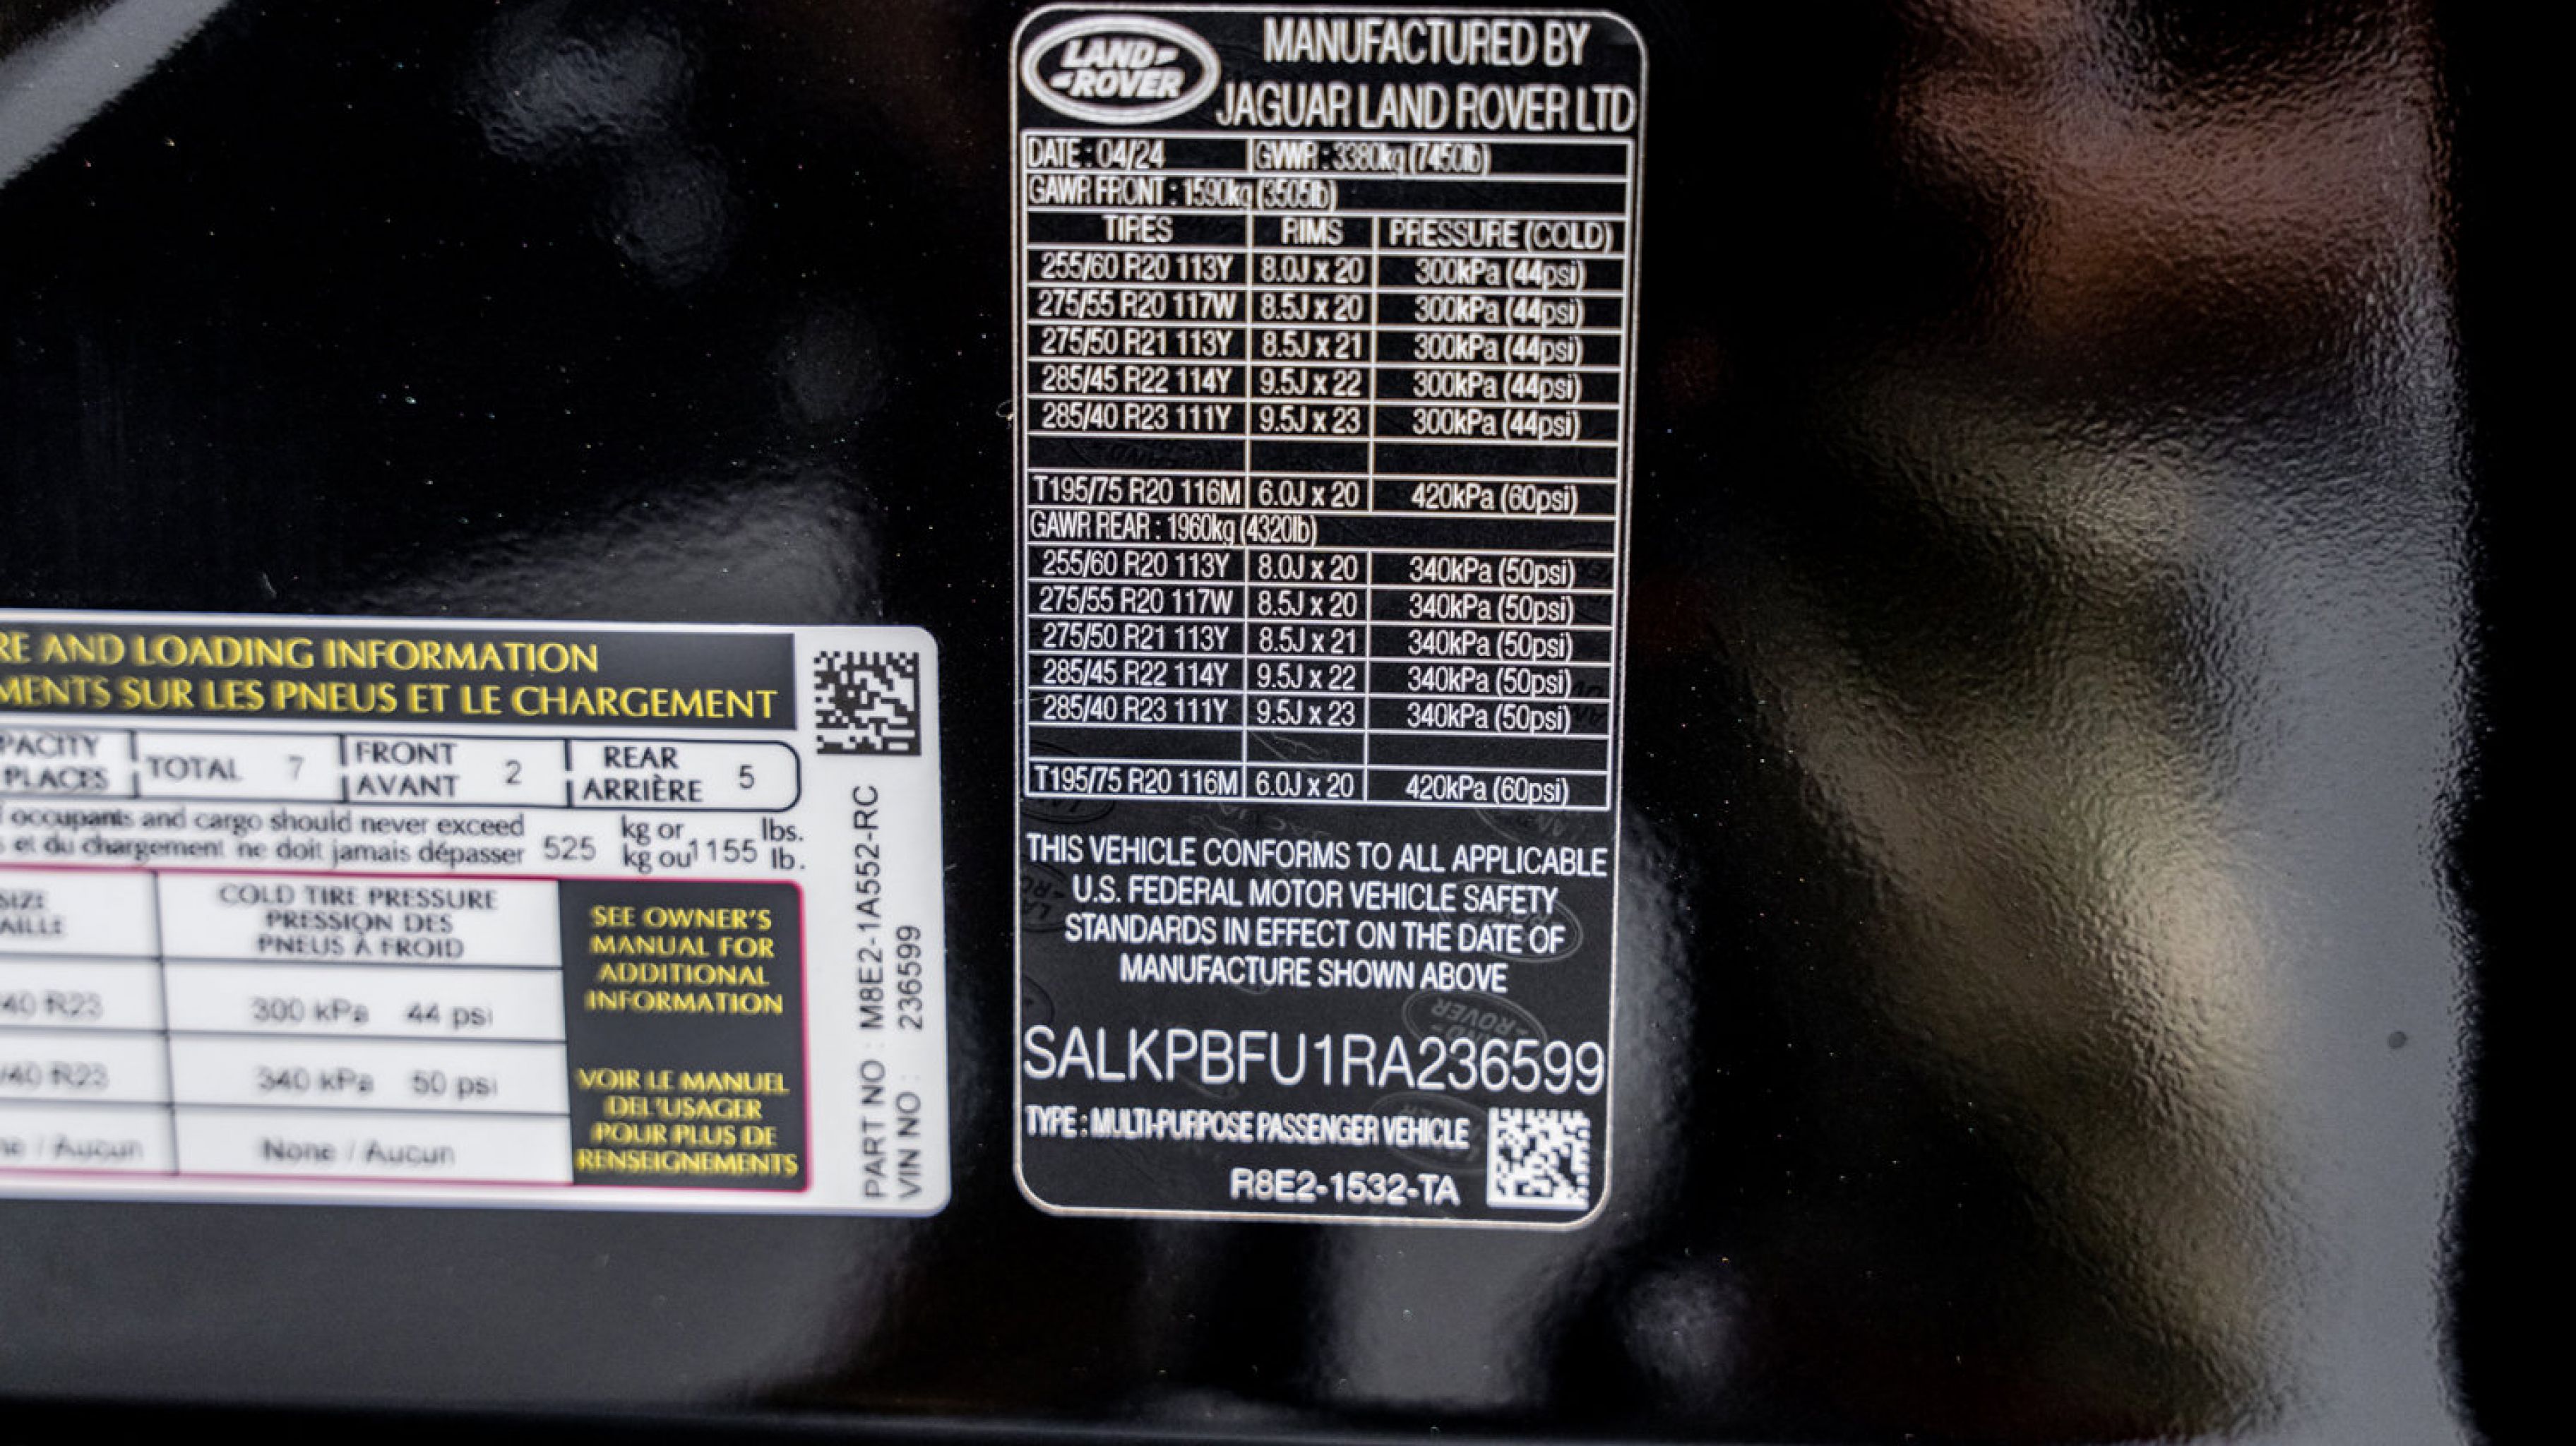 LAND ROVER
MANUFACTURED BY
JAGUAR LAND ROVER LTD
DATE : 04/24 GVWR : 3380kg (7450lb)
GAWR FRONT : 1590kg (3505lb)
TIRES RIMS PRESSURE (COLD)
255/60 R20 113Y 8.0J x 20 300kPa (44psi)
275/55 R20 117W 8.5J x 20 300kPa (44psi)
275/50 R21 113Y 8.5J x 21 300kPa (44psi)
285/45 R22 114Y 9.5J x 22 300kPa (44psi)
285/40 R23 111Y 9.5J x 23 300kPa (44psi)
T195/75 R20 116M 6.0J x 20 420kPa (60psi)
GAWR REAR : 1960kg (4320lb)
255/60 R20 113Y 8.0J x 20 340kPa (50psi)
275/55 R20 117W 8.5J x 20 340kPa (50psi)
275/50 R21 113Y 8.5J x 21 340kPa (50psi)
285/45 R22 114Y 9.5J x 22 340kPa (50psi)
285/40 R23 111Y 9.5J x 23 340kPa (50psi)
T195/75 R20 116M 6.0J x 20 420kPa (60psi)
THIS VEHICLE CONFORMS TO ALL APPLICABLE
U.S. FEDERAL MOTOR VEHICLE SAFETY
STANDARDS IN EFFECT ON THE DATE OF
MANUFACTURE SHOWN ABOVE
SALKPBFU1RA236599
TYPE : MULTI-PURPOSE PASSENGER VEHICLE
R8E2-1532-TA
RE AND LOADING INFORMATION
MENTS SUR LES PNEUS ET LE CHARGEMENT
PACITY TOTAL 7 FRONT 2 REAR 5
PLACES AVANT ARRIÈRE
occupants and cargo should never exceed 525 kg or 1155 lbs.
et du chargement ne doit jamais dépasser kg ou lb.
SIZE COLD TIRE PRESSURE
AILLE PRESSION DES
PNEUS À FROID
40 R23 300 kPa 44 psi
/40 R23 340 kPa 50 psi
ne / Aucun None / Aucun
SEE OWNER'S
MANUAL FOR
ADDITIONAL
INFORMATION
VOIR LE MANUEL
DEL'USAGER
POUR PLUS DE
RENSEIGNEMENTS
PART NO : M8E2-1A552-RC
VIN NO : 236599